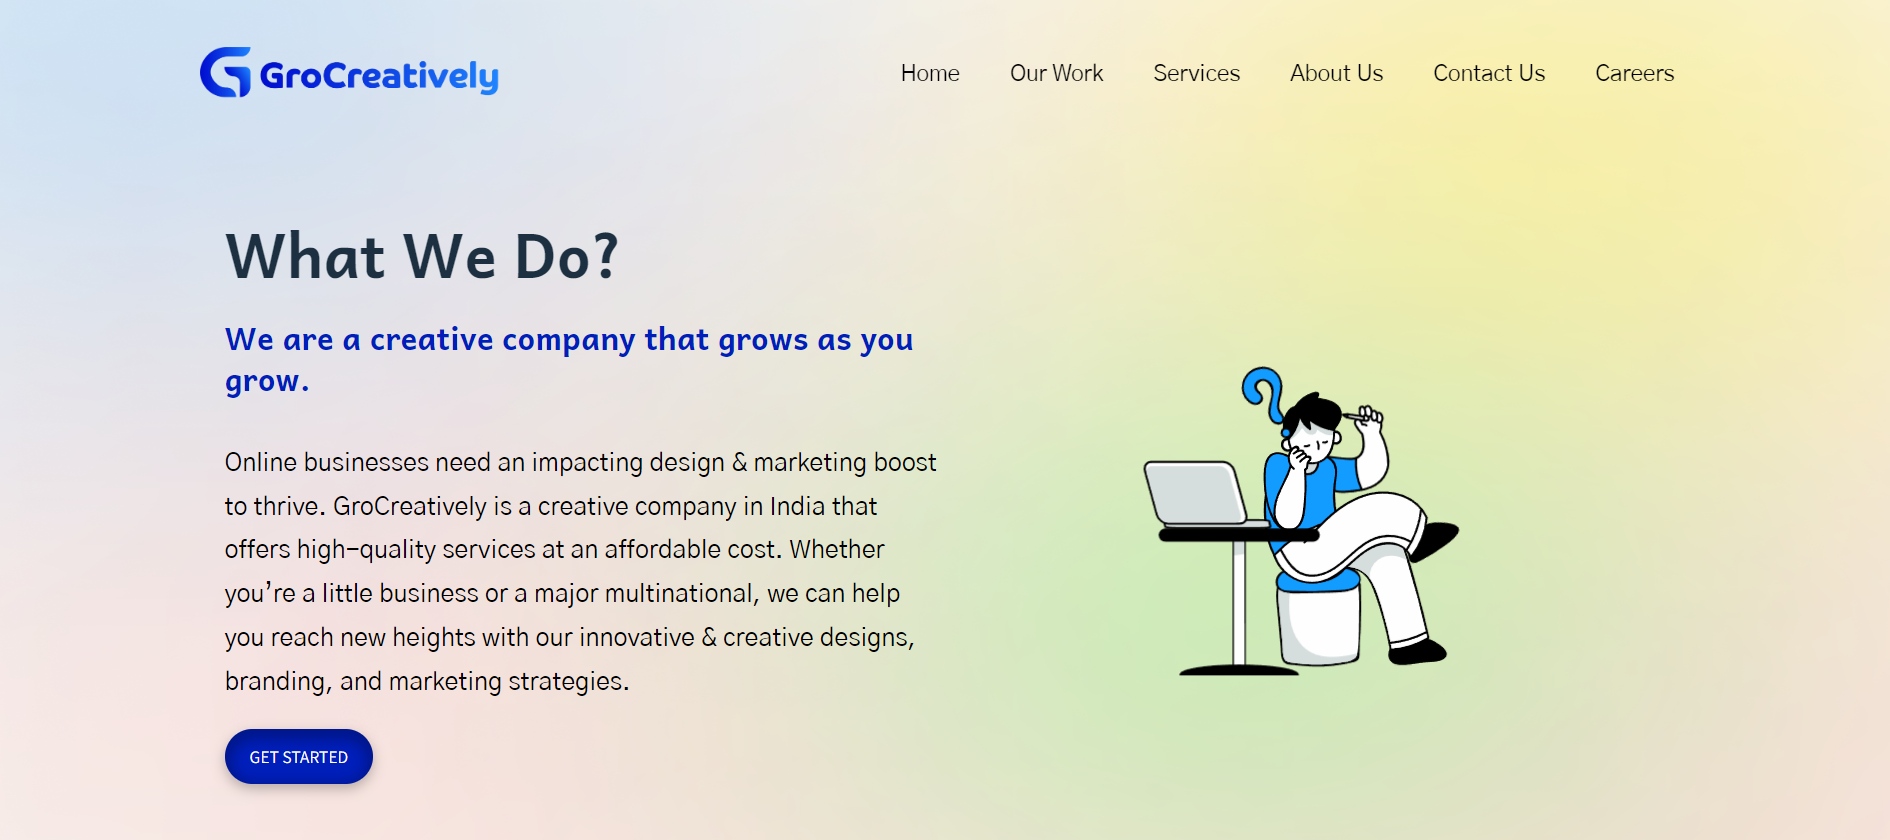 GroCreatively
Home Our Work Services About Us Contact Us Careers
What We Do?
We are a creative company that grows as you
grow.
Online businesses need an impacting design & marketing boost
to thrive. GroCreatively is a creative company in India that
offers high-quality services at an affordable cost. Whether
you’re a little business or a major multinational, we can help
you reach new heights with our innovative & creative designs,
branding, and marketing strategies.
GET STARTED